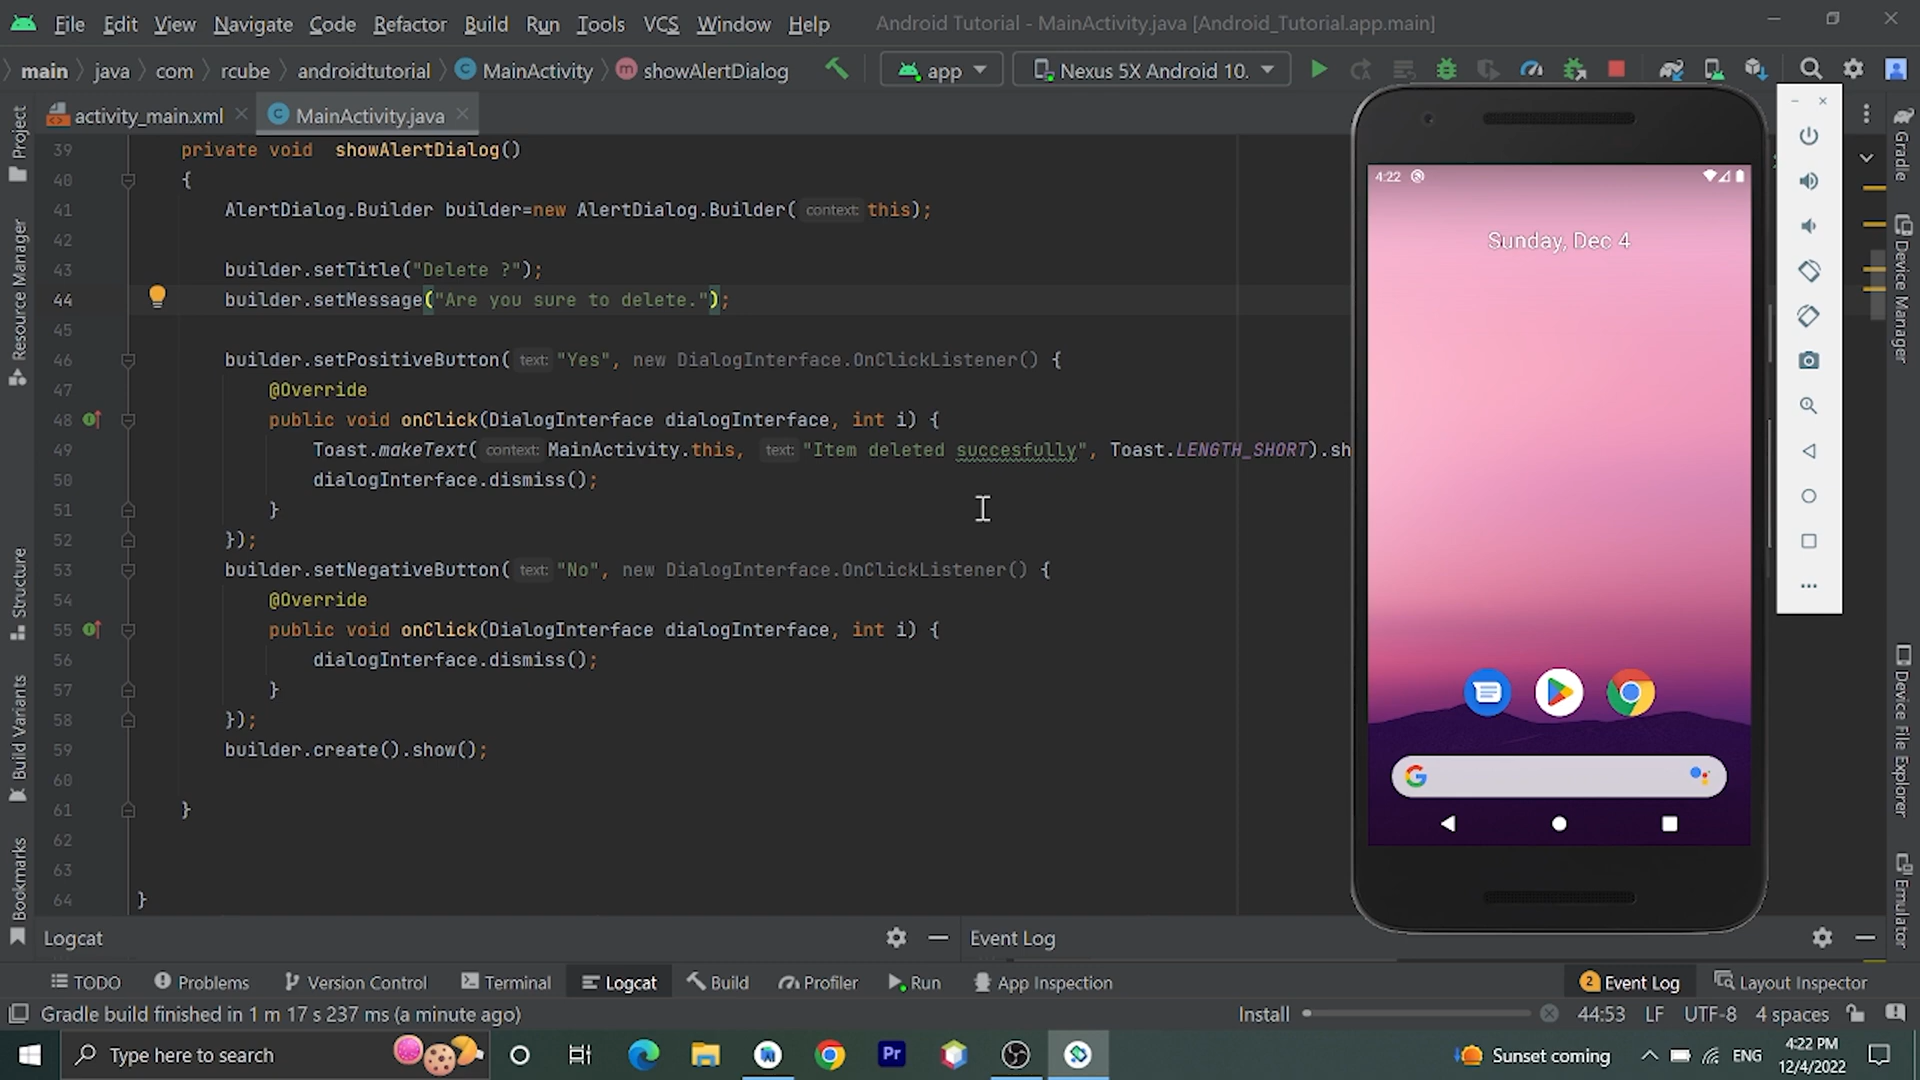 File Edit View Navigate Code Refactor Build Run Tools VCS Window Help Android Tutorial - MainActivity.java [Android_Tutorial.app.main]
main java com rcube androidtutorial MainActivity showAlertDialog app Nexus 5X Android 10.
activity_main.xml MainActivity.java
Project
Resource Manager
Structure
Build Variants
Bookmarks
39 private void showAlertDialog()
40 {
41 AlertDialog.Builder builder=new AlertDialog.Builder( context: this);
42
43 builder.setTitle("Delete ?");
44 builder.setMessage("Are you sure to delete.");
45
46 builder.setPositiveButton( text: "Yes", new DialogInterface.OnClickListener() {
47 @Override
48 public void onClick(DialogInterface dialogInterface, int i) {
49 Toast.makeText( context: MainActivity.this, text: "Item deleted succesfully", Toast.LENGTH_SHORT).sh
50 dialogInterface.dismiss();
51 }
52 });
53 builder.setNegativeButton( text: "No", new DialogInterface.OnClickListener() {
54 @Override
55 public void onClick(DialogInterface dialogInterface, int i) {
56 dialogInterface.dismiss();
57 }
58 });
59 builder.create().show();
60
61 }
62
63
64 }
4:22
Sunday, Dec 4
Gradle
Device Manager
Device File Explorer
Emulator
Logcat Event Log
TODO Problems Version Control Terminal Logcat Build Profiler Run App Inspection 2 Event Log Layout Inspector
Gradle build finished in 1 m 17 s 237 ms (a minute ago) Install 44:53 LF UTF-8 4 spaces
Type here to search Pr Sunset coming ENG 4:22 PM
12/4/2022